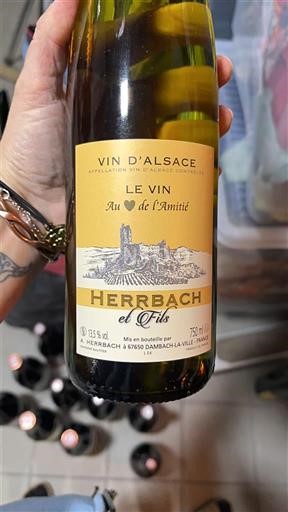 VIN D'ALSACE
APPELLATION VIN D'ALSACE CONTRÔLÉE
LE VIN
Au ♥ de l'Amitié
HERRBACH
et Fils
13,5 % vol. Mis en bouteille par 750 ml
A. HERRBACH à 67650 DAMBACH-LA-VILLE - FRANCE